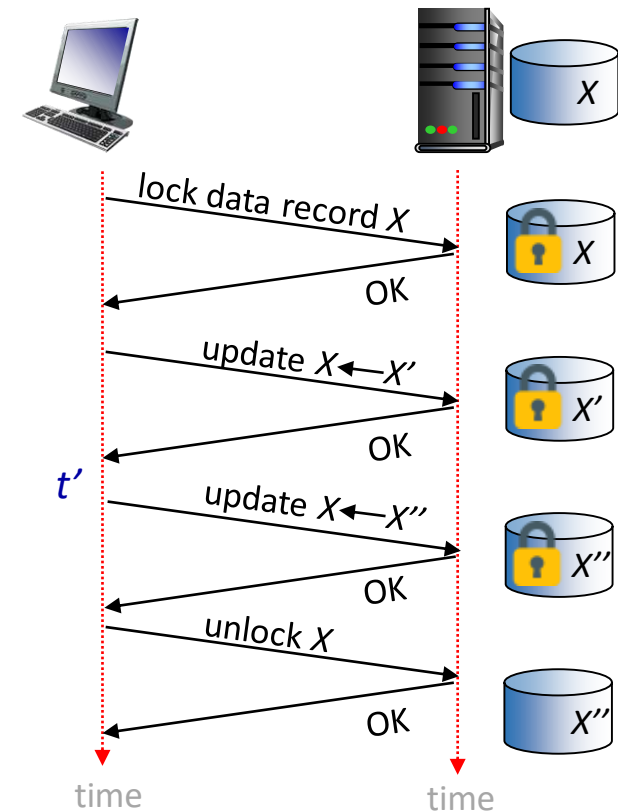 X
lock data record X
X
OK
update X←X’
X’
OK
t’
update X←X’’
X’’
OK
unlock X
X’’
OK
time
time